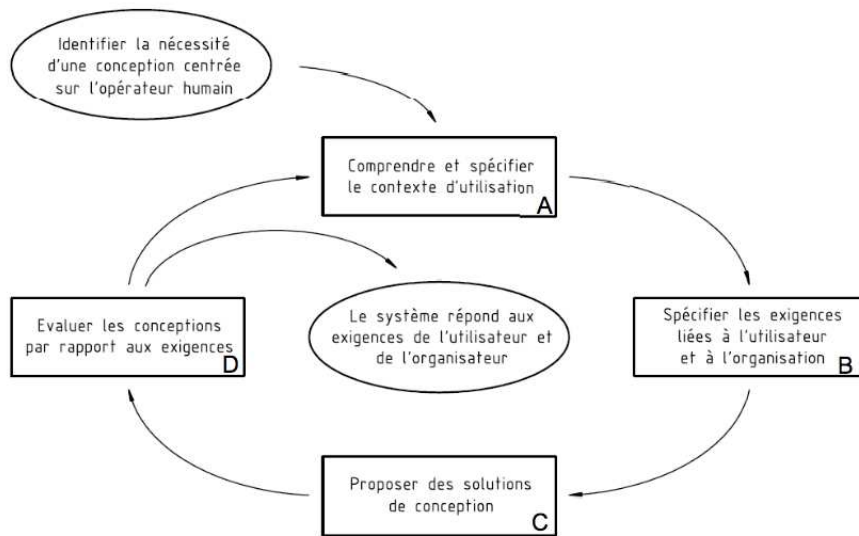 Identifier la nécessité
d'une conception centrée
sur l'opérateur humain
Comprendre et spécifier
le contexte d'utilisation
A
Evaluer les conceptions
par rapport aux exigences
D
Le système répond aux
exigences de l'utilisateur et
de l'organisateur
Spécifier les exigences
liées à l'utilisateur
et à l'organisation
B
Proposer des solutions
de conception
C